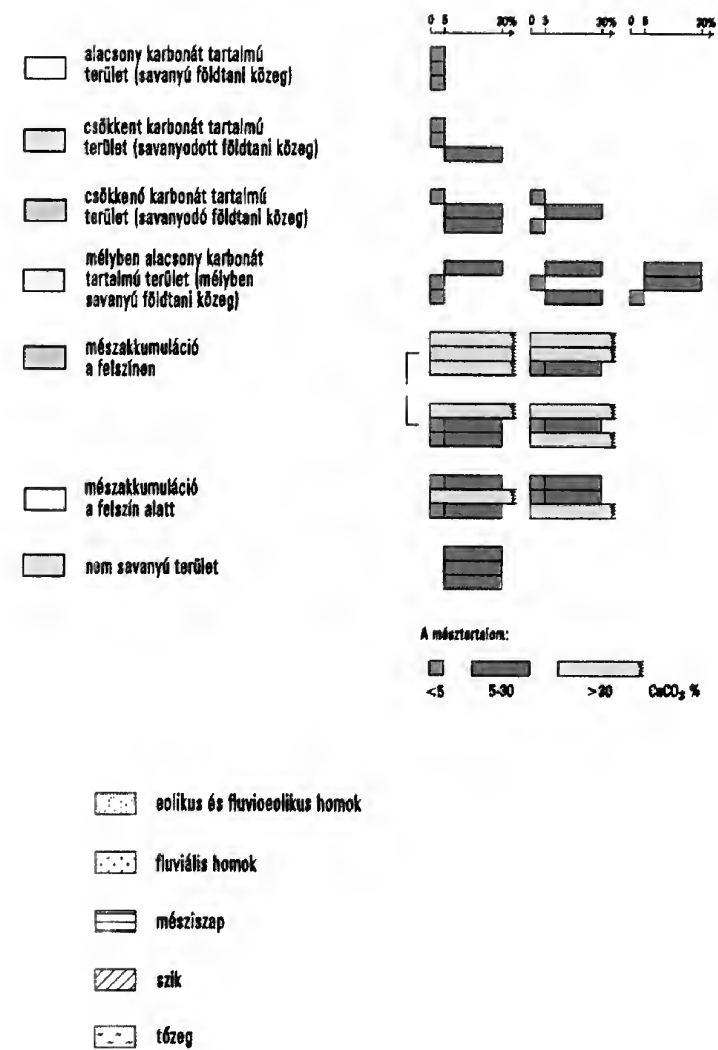 0 5 30% 0 5 30% 0 5 30%
alacsony karbonát tartalmú
terület (savanyú földtani közeg)
csökkent karbonát tartalmú
terület (savanyodott földtani közeg)
csökkenő karbonát tartalmú
terület (savanyodó földtani közeg)
mélyben alacsony karbonát
tartalmú terület (mélyben
savanyú földtani közeg)
mészakkumuláció
a felszínen
mészakkumuláció
a felszín alatt
nem savanyú terület
A mésztartalom:
<5 5-30 >30 CaCO₃ %
eolikus és fluvioeolikus homok
fluviális homok
mésziszap
szik
tőzeg